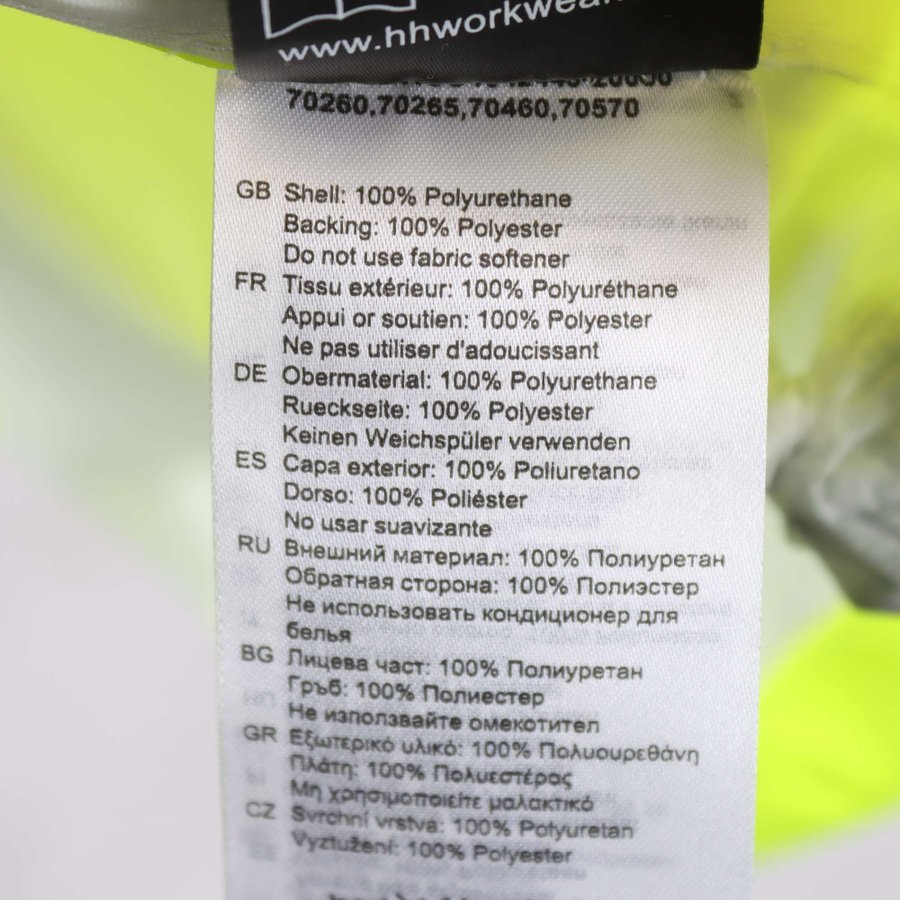 www.hhworkwear.
70260,70265,70460,70570
GB Shell: 100% Polyurethane
Backing: 100% Polyester
Do not use fabric softener
FR Tissu extérieur: 100% Polyuréthane
Appui or soutien: 100% Polyester
Ne pas utiliser d'adoucissant
DE Obermaterial: 100% Polyurethane
Rueckseite: 100% Polyester
Keinen Weichspüler verwenden
ES Capa exterior: 100% Poliuretano
Dorso: 100% Poliéster
No usar suavizante
RU Внешний материал: 100% Полиуретан
Обратная сторона: 100% Полиэстер
Не использовать кондиционер для
белья
BG Лицева част: 100% Полиуретан
Гръб: 100% Полиестер
Не използвайте омекотител
GR Εξωτερικό υλικό: 100% Πολυουρεθάνη
Πλάτη: 100% Πολυεστέρας
Μη χρησιμοποιείτε μαλακτικό
CZ Svrchní vrstva: 100% Polyuretan
Vyztužení: 100% Polyester